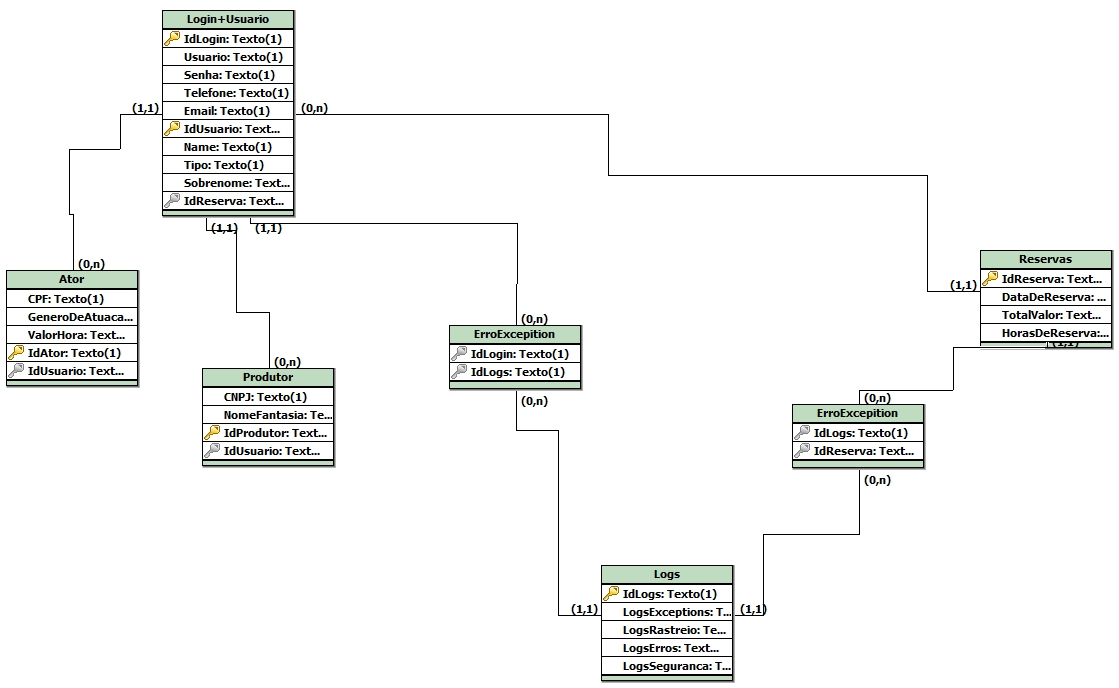 Login+Usuario
IdLogin: Texto(1)
Usuario: Texto(1)
Senha: Texto(1)
Telefone: Texto(1)
Email: Texto(1)
IdUsuario: Text...
Name: Texto(1)
Tipo: Texto(1)
Sobrenome: Text...
IdReserva: Text...
(1,1)
(0,n)
(1,1)
(1,1)
(0,n)
Ator
CPF: Texto(1)
GeneroDeAtuaca...
ValorHora: Text...
IdAtor: Texto(1)
IdUsuario: Text...
(0,n)
Produtor
CNPJ: Texto(1)
NomeFantasia: Te...
IdProdutor: Text...
IdUsuario: Text...
(0,n)
ErroExcepition
IdLogin: Texto(1)
IdLogs: Texto(1)
(0,n)
(1,1)
Reservas
IdReserva: Text...
DataDeReserva: ...
TotalValor: Text...
HorasDeReserva:...
(1,1)
(0,n)
ErroExcepition
IdLogs: Texto(1)
IdReserva: Text...
(0,n)
(1,1)
Logs
IdLogs: Texto(1)
LogsExceptions: T...
LogsRastreio: Te...
LogsErros: Text...
LogsSeguranca: T...
(1,1)